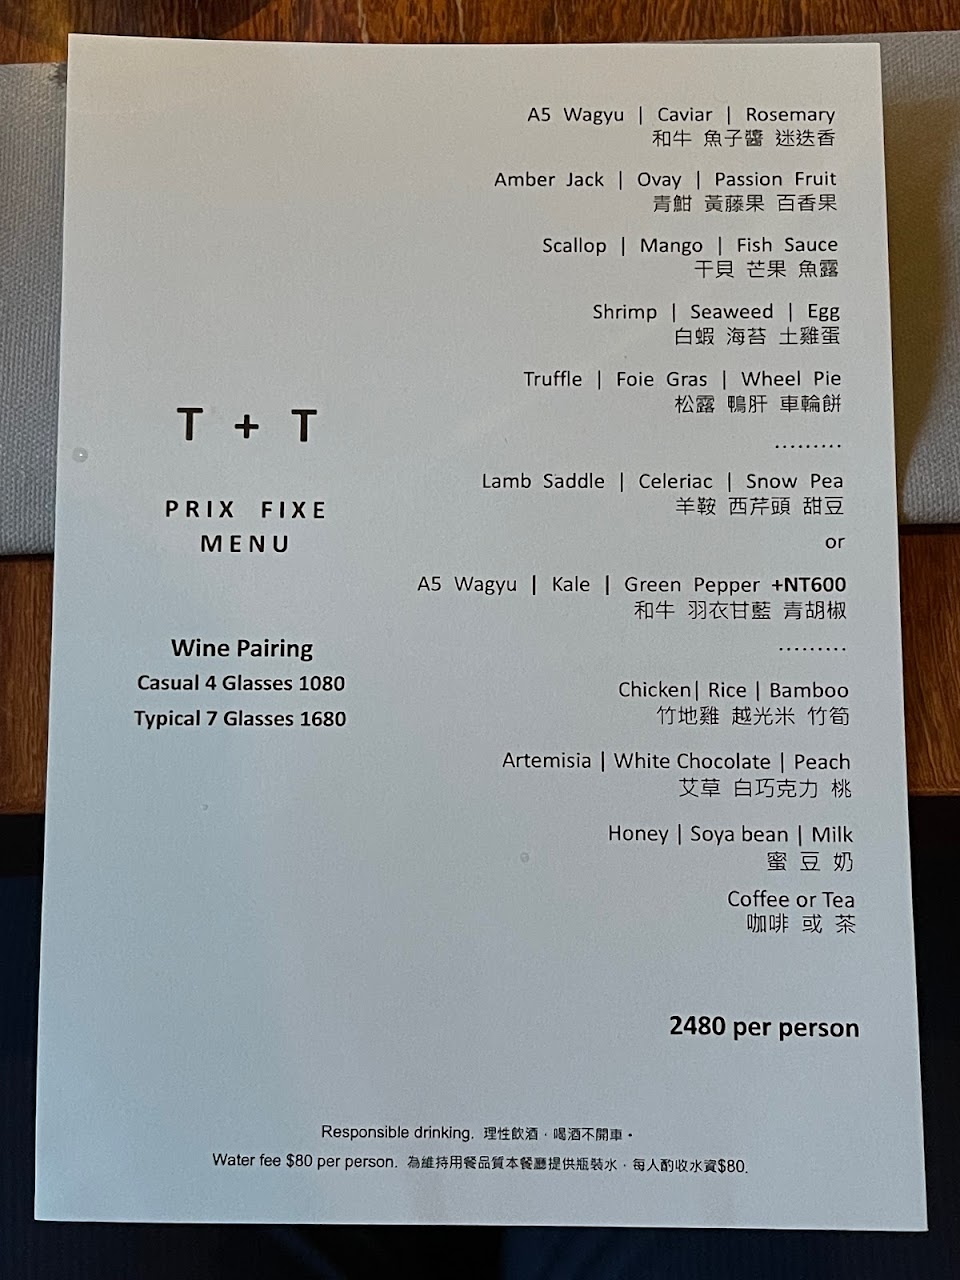 T + T
PRIX FIXE
MENU
Wine Pairing
Casual 4 Glasses 1080
Typical 7 Glasses 1680
A5 Wagyu | Caviar | Rosemary
和牛 魚子醬 迷迭香
Amber Jack | Ovay | Passion Fruit
青魽 黃藤果 百香果
Scallop | Mango | Fish Sauce
干貝 芒果 魚露
Shrimp | Seaweed | Egg
白蝦 海苔 土雞蛋
Truffle | Foie Gras | Wheel Pie
松露 鴨肝 車輪餅
.........
Lamb Saddle | Celeriac | Snow Pea
羊鞍 西芹頭 甜豆
or
A5 Wagyu | Kale | Green Pepper +NT600
和牛 羽衣甘藍 青胡椒
.........
Chicken| Rice | Bamboo
竹地雞 越光米 竹筍
Artemisia | White Chocolate | Peach
艾草 白巧克力 桃
Honey | Soya bean | Milk
蜜 豆 奶
Coffee or Tea
咖啡 或 茶
2480 per person
Responsible drinking. 理性飲酒．喝酒不開車。
Water fee $80 per person. 為維持用餐品質本餐廳提供瓶裝水，每人酌收水資$80.